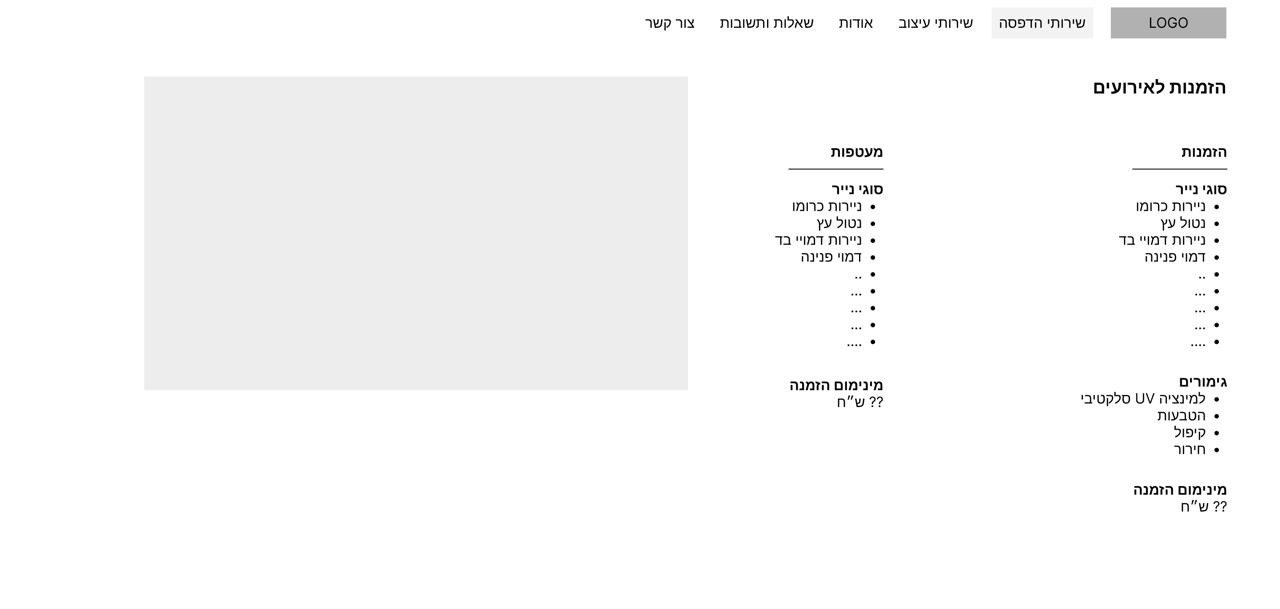 LOGO
שירותי הדפסה
שירותי עיצוב
אודות
שאלות ותשובות
צור קשר
הזמנות לאירועים
הזמנות
סוגי נייר
• ניירות כרומו
• נטול עץ
• ניירות דמויי בד
• דמוי פנינה
• ..
• ...
• ...
• ...
• ....
גימורים
• למינציה UV סלקטיבי
• הטבעות
• קיפול
• חירור
מינימום הזמנה
?? ש״ח
מעטפות
סוגי נייר
• ניירות כרומו
• נטול עץ
• ניירות דמויי בד
• דמוי פנינה
• ..
• ...
• ...
• ...
• ....
מינימום הזמנה
?? ש״ח